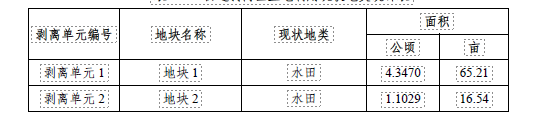 剥离单元编号 地块名称 现状地类 面积
公顷 亩
剥离单元 1 地块 1 水田 4.3470 65.21
剥离单元 2 地块 2 水田 1.1029 16.54